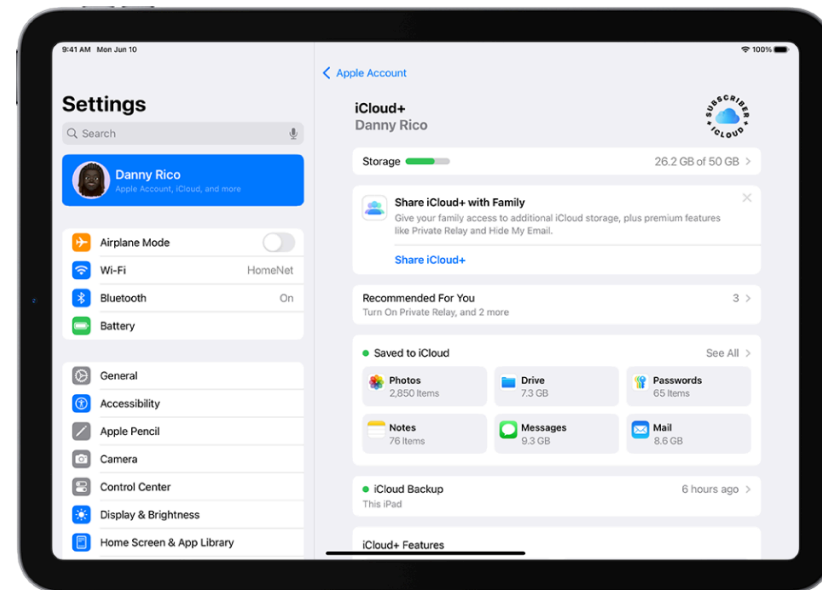 9:41 AM Mon Jun 10
100%
Apple Account
Settings
Search
Danny Rico
Apple Account, iCloud, and more
Airplane Mode
Wi-Fi HomeNet
Bluetooth On
Battery
General
Accessibility
Apple Pencil
Camera
Control Center
Display & Brightness
Home Screen & App Library
iCloud+
Danny Rico
SUBSCRIBER
ICLOUD
Storage 26.2 GB of 50 GB
Share iCloud+ with Family
Give your family access to additional iCloud storage, plus premium features
like Private Relay and Hide My Email.
Share iCloud+
Recommended For You 3
Turn On Private Relay, and 2 more
Saved to iCloud See All
Photos
2,850 Items
Drive
7.3 GB
Passwords
65 Items
Notes
76 Items
Messages
9.3 GB
Mail
8.6 GB
iCloud Backup 6 hours ago
This iPad
iCloud+ Features